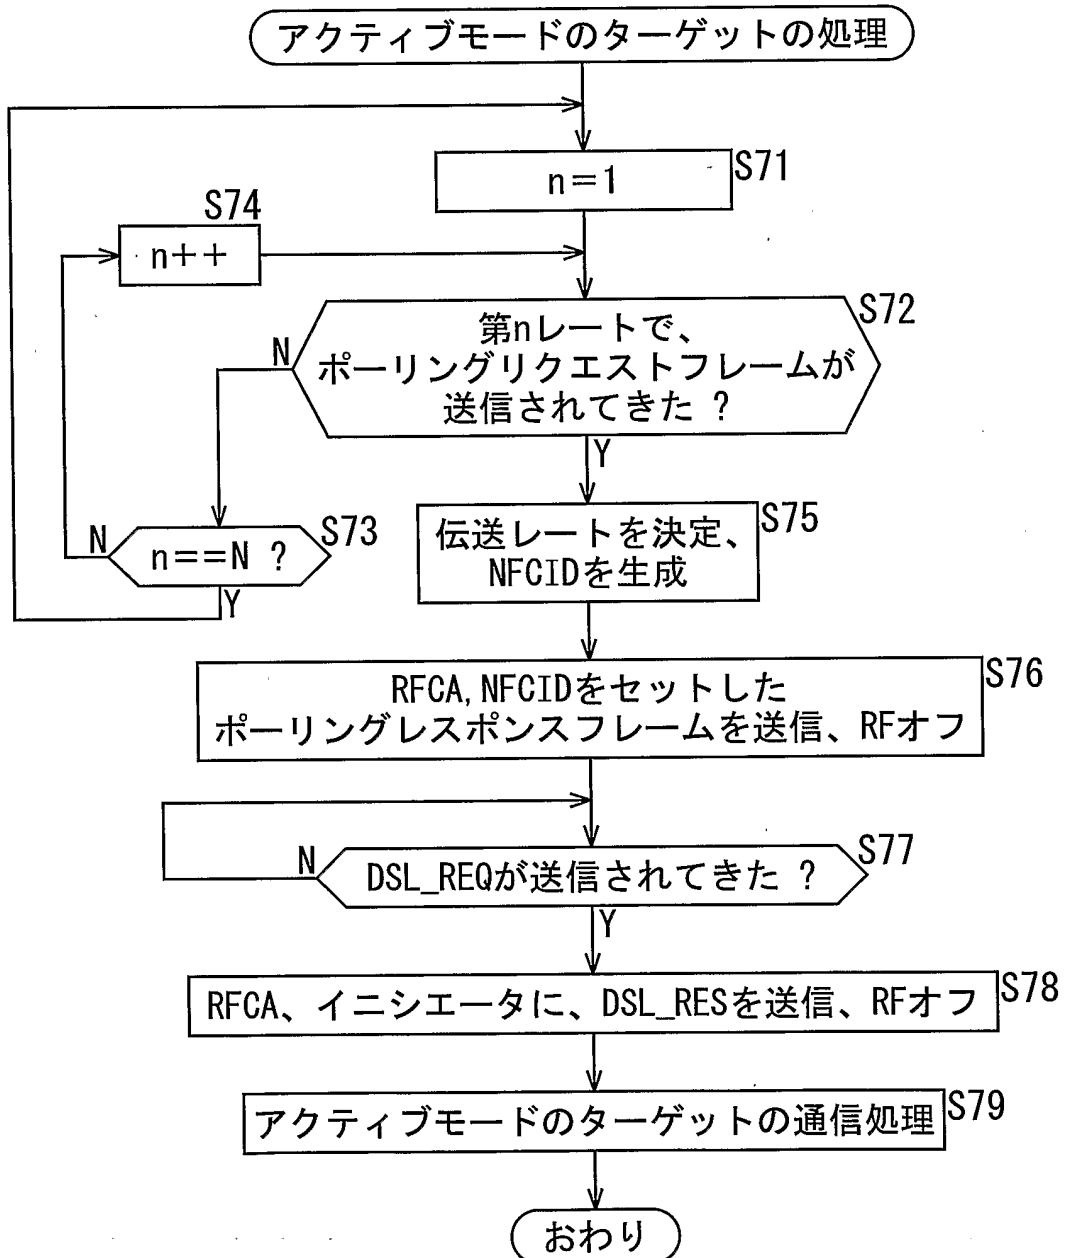 アクティブモードのターゲットの処理
n=1
S71
S74
n++
第nレートで、
ポーリングリクエストフレームが
送信されてきた ?
S72
N
Y
n==N ?
S73
N
Y
伝送レートを決定、
NFCIDを生成
S75
RFCA,NFCIDをセットした
ポーリングレスポンスフレームを送信、RFオフ
S76
DSL_REQが送信されてきた ?
S77
N
Y
RFCA、イニシエータに、DSL_RESを送信、RFオフ
S78
アクティブモードのターゲットの通信処理
S79
おわり